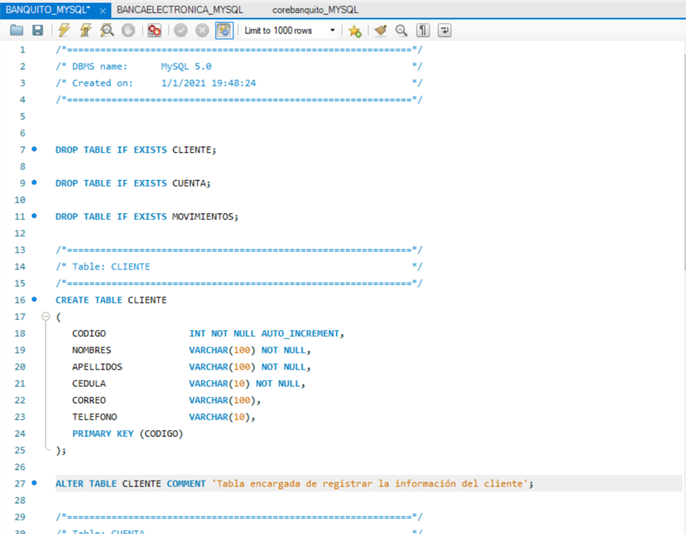 BANQUITO_MYSQL* × BANCAELECTRONICA_MYSQL corebanquito_MYSQL
Limit to 1000 rows
1 /*==============================================================*/
2 /* DBMS name: MySQL 5.0 */
3 /* Created on: 1/1/2021 19:48:24 */
4 /*==============================================================*/
5
6
7 DROP TABLE IF EXISTS CLIENTE;
8
9 DROP TABLE IF EXISTS CUENTA;
10
11 DROP TABLE IF EXISTS MOVIMIENTOS;
12
13 /*==============================================================*/
14 /* Table: CLIENTE */
15 /*==============================================================*/
16 CREATE TABLE CLIENTE
17 (
18 CODIGO INT NOT NULL AUTO_INCREMENT,
19 NOMBRES VARCHAR(100) NOT NULL,
20 APELLIDOS VARCHAR(100) NOT NULL,
21 CEDULA VARCHAR(10) NOT NULL,
22 CORREO VARCHAR(100),
23 TELEFONO VARCHAR(10),
24 PRIMARY KEY (CODIGO)
25 );
26
27 ALTER TABLE CLIENTE COMMENT 'Tabla encargada de registrar la información del cliente';
28
29 /*==============================================================*/
30 /* Table: CUENTA */